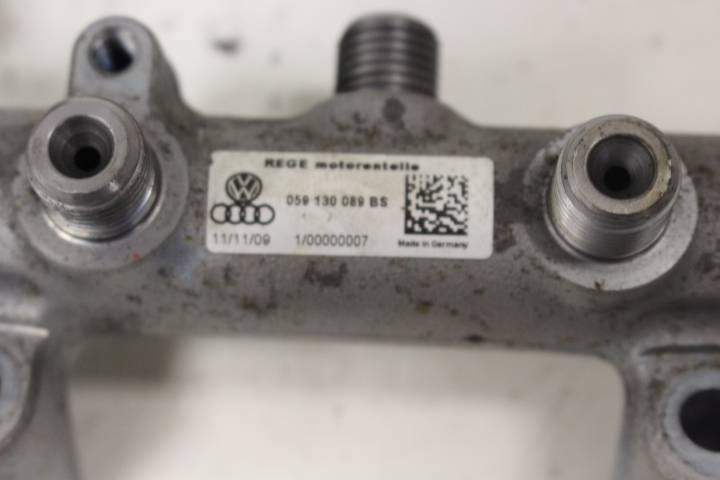 REGE motorenteile
059 130 089 BS
11/11/09 1/00000007 Made in Germany